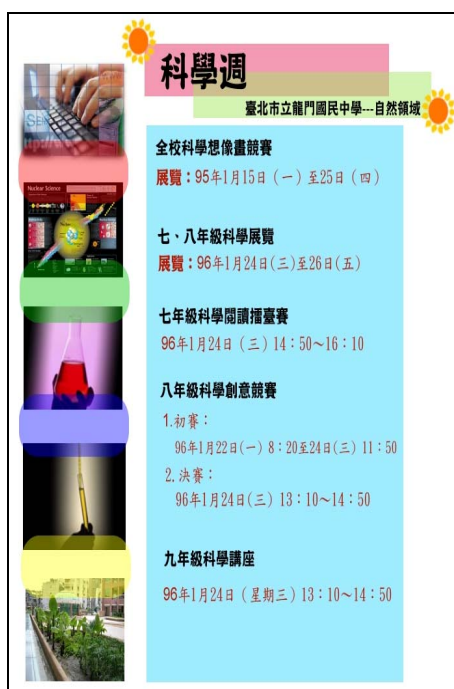 科學週
臺北市立龍門國民中學---自然領域
全校科學想像畫競賽
展覽：95年1月15日（一）至25日（四）
七、八年級科學展覽
展覽：96年1月24日(三)至26日(五)
七年級科學閱讀擂臺賽
96年1月24日（三）14：50～16：10
八年級科學創意競賽
1.初賽：
96年1月22日(一) 8：20至24日(三) 11：50
2.決賽：
96年1月24日(三) 13：10～14：50
九年級科學講座
96年1月24日（星期三）13：10～14：50
Nuclear Science